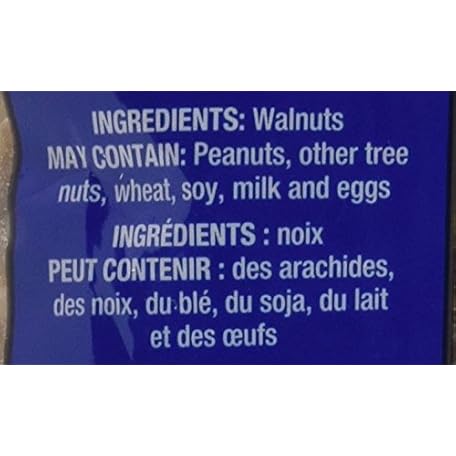 INGREDIENTS: Walnuts
MAY CONTAIN: Peanuts, other tree
nuts, wheat, soy, milk and eggs
INGRÉDIENTS : noix
PEUT CONTENIR : des arachides,
des noix, du blé, du soja, du lait
et des œufs